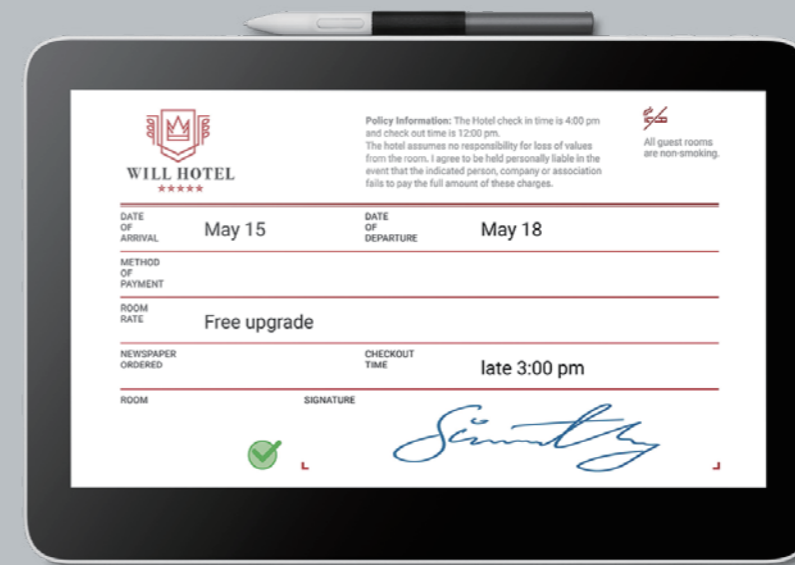 WILL HOTEL
Policy Information: The Hotel check in time is 4:00 pm
and check out time is 12:00 pm.
The hotel assumes no responsibility for loss of values
from the room. I agree to be held personally liable in the
event that the indicated person, company or association
fails to pay the full amount of these charges.
All guest rooms
are non-smoking.
DATE
OF
ARRIVAL
May 15
DATE
OF
DEPARTURE
May 18
METHOD
OF
PAYMENT
ROOM
RATE
Free upgrade
NEWSPAPER
ORDERED
CHECKOUT
TIME
late 3:00 pm
ROOM
SIGNATURE